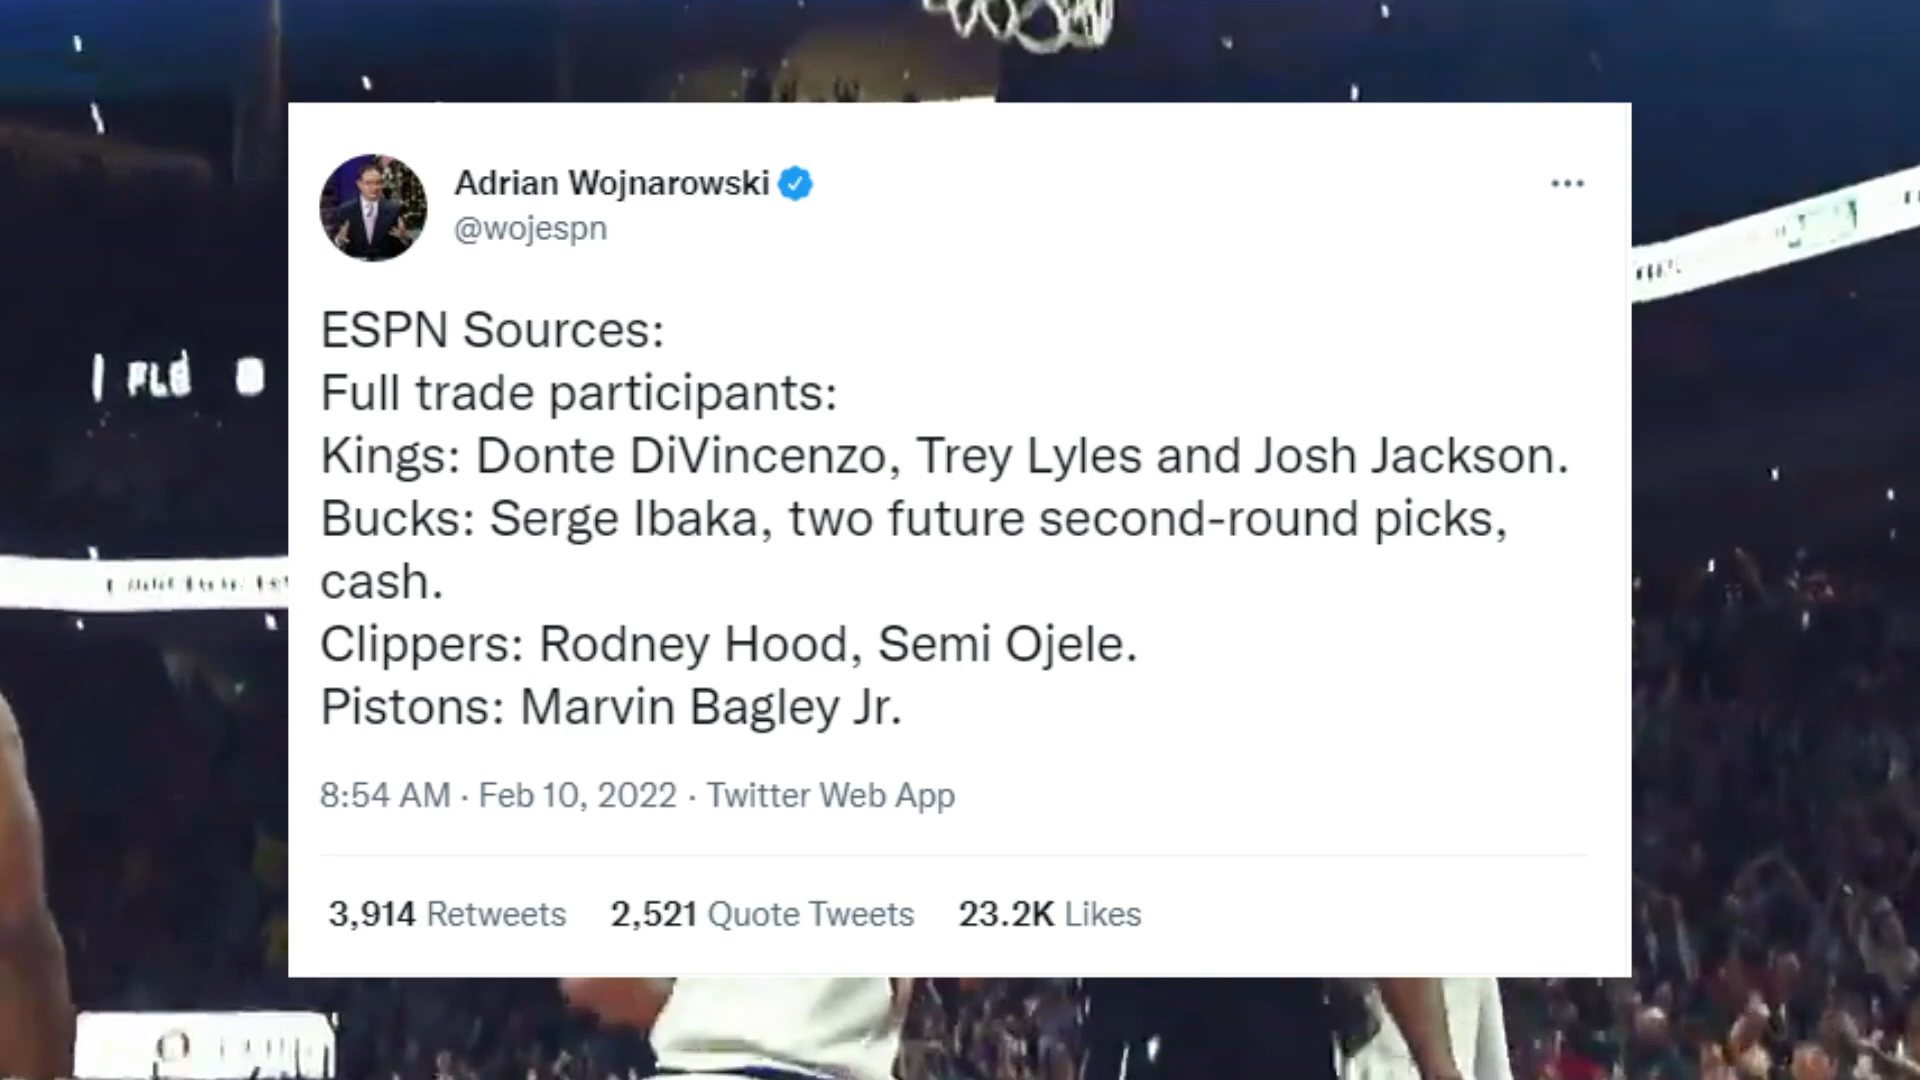 Adrian Wojnarowski
@wojespn
ESPN Sources:
Full trade participants:
Kings: Donte DiVincenzo, Trey Lyles and Josh Jackson.
Bucks: Serge Ibaka, two future second-round picks,
cash.
Clippers: Rodney Hood, Semi Ojele.
Pistons: Marvin Bagley Jr.
8:54 AM · Feb 10, 2022 · Twitter Web App
3,914 Retweets 2,521 Quote Tweets 23.2K Likes